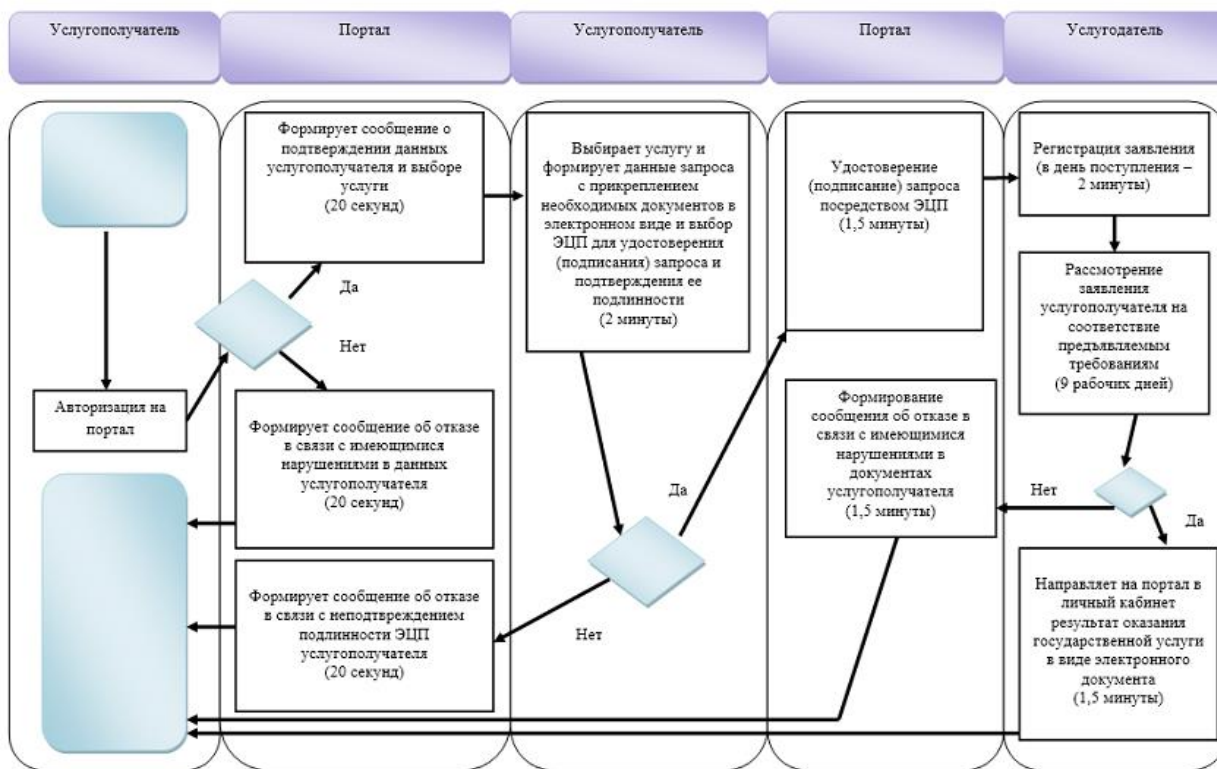 Услугополучатель
Портал
Услугополучатель
Портал
Услугодатель
Авторизация на
портал
Формирует сообщение о
подтверждении данных
услугополучателя и выборе
услуги
(20 секунд)
Да
Нет
Формирует сообщение об отказе
в связи с имеющимися
нарушениями в данных
услугополучателя
(20 секунд)
Формирует сообщение об отказе
в связи с неподтвреждением
подлинности ЭЦП
услугополучателя
(20 секунд)
Выбирает услугу и
формирует данные запроса
с прикреплением
необходимых документов в
электронном виде и выбор
ЭЦП для удостоверения
(подписания) запроса и
подтверждения ее
подлинности
(2 минуты)
Да
Нет
Удостоверение
(подписание) запроса
посредством ЭЦП
(1,5 минуты)
Формирование
сообщения об отказе в
связи с имеющимися
нарушениями в
документах
услугополучателя
(1,5 минуты)
Регистрация заявления
(в день поступления –
2 минуты)
Рассмотрение
заявления
услугополучателя на
соответствие
предъявляемым
требованиям
(9 рабочих дней)
Нет
Да
Направляет на портал в
личный кабинет
результат оказания
государственной услуги
в виде электронного
документа
(1,5 минуты)